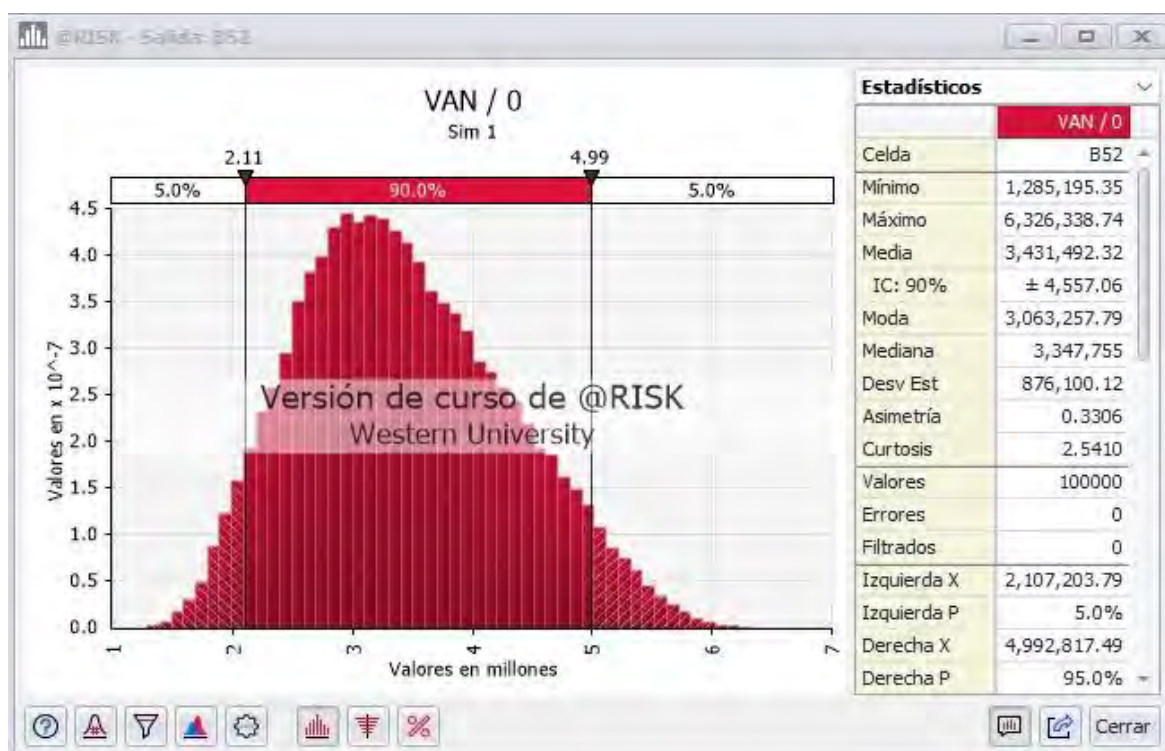 @RISK - Salida: B52
VAN / 0
Sim 1
2.11 4.99
5.0% 90.0% 5.0%
4.5
4.0
3.5
3.0
2.5
2.0
1.5
1.0
0.5
0.0
Valores en x 10^-7
Versión de curso de @RISK
Western University
1 2 3 4 5 6 7
Valores en millones
Estadísticos
VAN / 0
Celda B52
Mínimo 1,285,195.35
Máximo 6,326,338.74
Media 3,431,492.32
IC: 90% ± 4,557.06
Moda 3,063,257.79
Mediana 3,347,755
Desv Est 876,100.12
Asimetría 0.3306
Curtosis 2.5410
Valores 100000
Errores 0
Filtrados 0
Izquierda X 2,107,203.79
Izquierda P 5.0%
Derecha X 4,992,817.49
Derecha P 95.0%
Cerrar